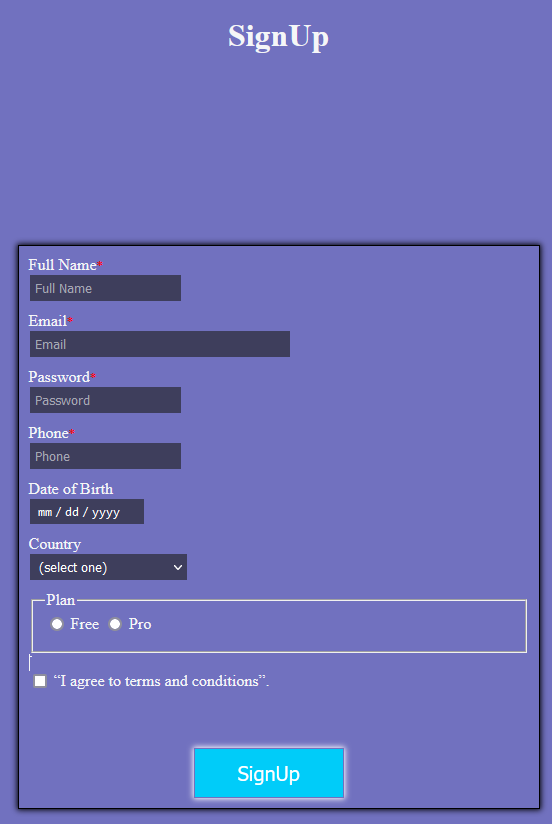 SignUp
Full Name*
Full Name
Email*
Email
Password*
Password
Phone*
Phone
Date of Birth
mm / dd / yyyy
Country
(select one)
Plan
Free Pro
“I agree to terms and conditions”.
SignUp